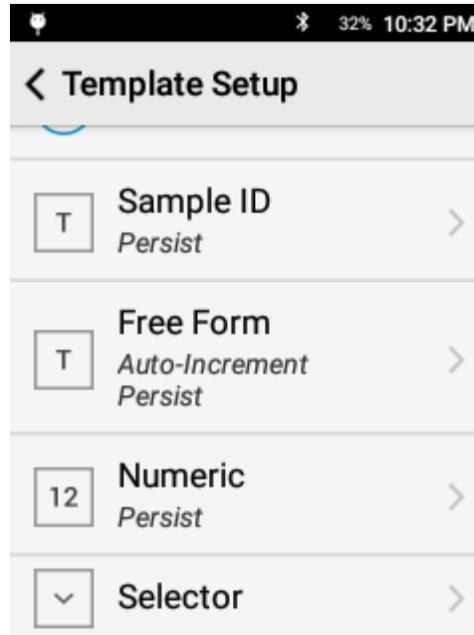 32% 10:32 PM
Template Setup
T
Sample ID
Persist
T
Free Form
Auto-Increment
Persist
12
Numeric
Persist
Selector